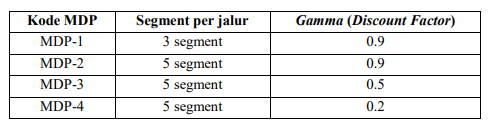 Kode MDP Segment per jalur Gamma (Discount Factor)
MDP-1 3 segment 0.9
MDP-2 5 segment 0.9
MDP-3 5 segment 0.5
MDP-4 5 segment 0.2